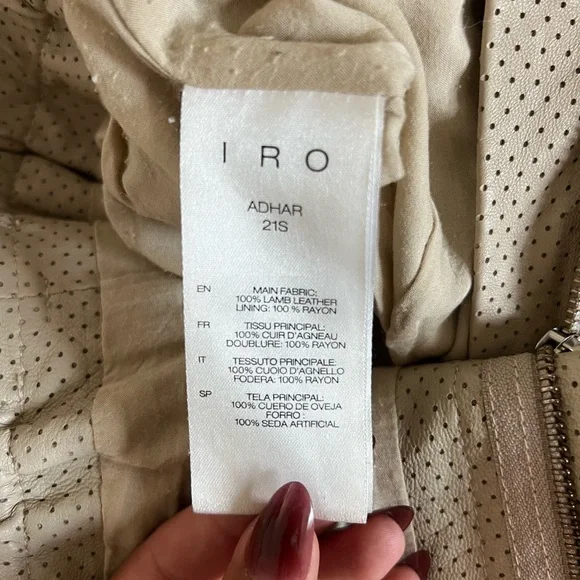 IRO
ADHAR
21S
EN MAIN FABRIC:
100% LAMB LEATHER
LINING: 100 % RAYON
FR TISSU PRINCIPAL:
100% CUIR D'AGNEAU
DOUBLURE: 100% RAYON
IT TESSUTO PRINCIPALE:
100% CUOIO D'AGNELLO
FODERA: 100% RAYON
SP TELA PRINCIPAL:
100% CUERO DE OVEJA
FORRO :
100% SEDA ARTIFICIAL